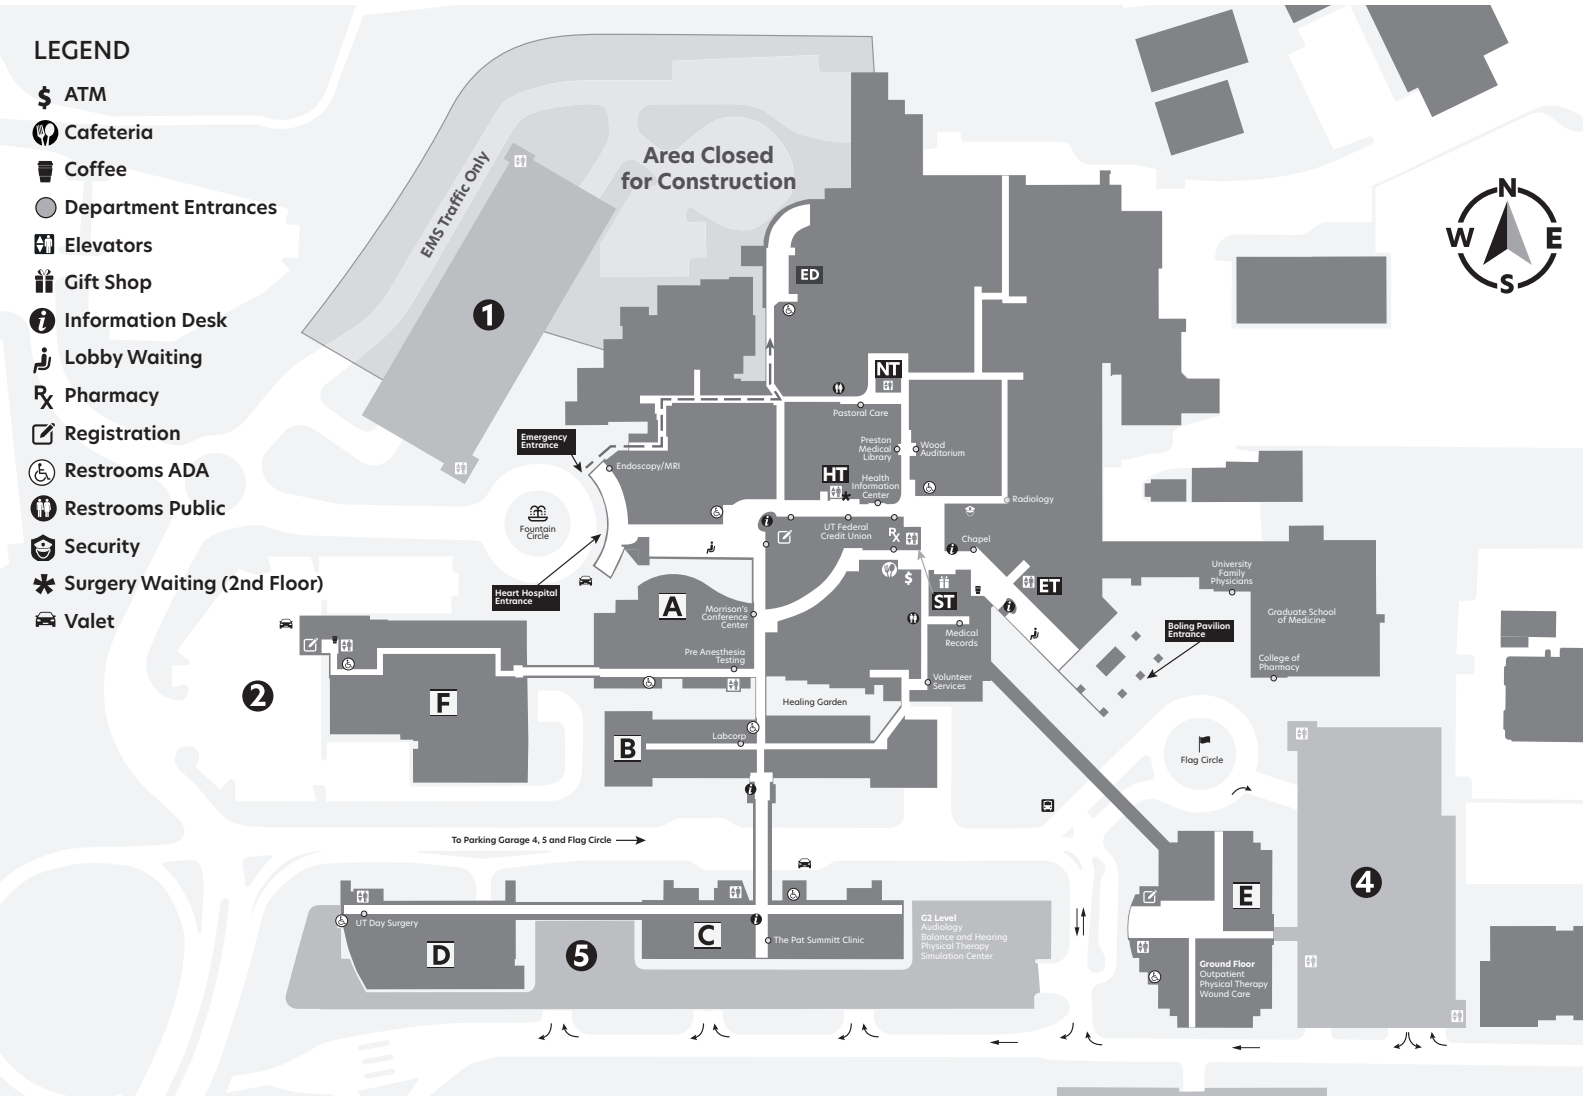 LEGEND
$ ATM
Cafeteria
Coffee
Department Entrances
Elevators
Gift Shop
i Information Desk
Lobby Waiting
Rx Pharmacy
Registration
Restrooms ADA
Restrooms Public
Security
Surgery Waiting (2nd Floor)
Valet
EMS Traffic Only
Area Closed
for Construction
N
W
E
S
1
ED
NT
Pastoral Care
Emergency
Entrance
Endoscopy/MRI
Preston
Medical
Library
Wood
Auditorium
HT
Health
Information
Center
Radiology
Fountain
Circle
i
UT Federal
Credit Union
Rx
i
Chapel
$
Heart Hospital
Entrance
A
Morrison's
Conference
Center
ST
ET
i
Medical
Records
University
Family
Physicians
Graduate School
of Medicine
Boling Pavilion
Entrance
College of
Pharmacy
Pre Anesthesia
Testing
Volunteer
Services
2
F
Healing Garden
B
Labcorp
i
Flag Circle
To Parking Garage 4, 5 and Flag Circle
UT Day Surgery
D
5
C
i
The Pat Summitt Clinic
G2 Level
Audiology
Balance and Hearing
Physical Therapy
Simulation Center
E
4
Ground Floor
Outpatient
Physical Therapy
Wound Care